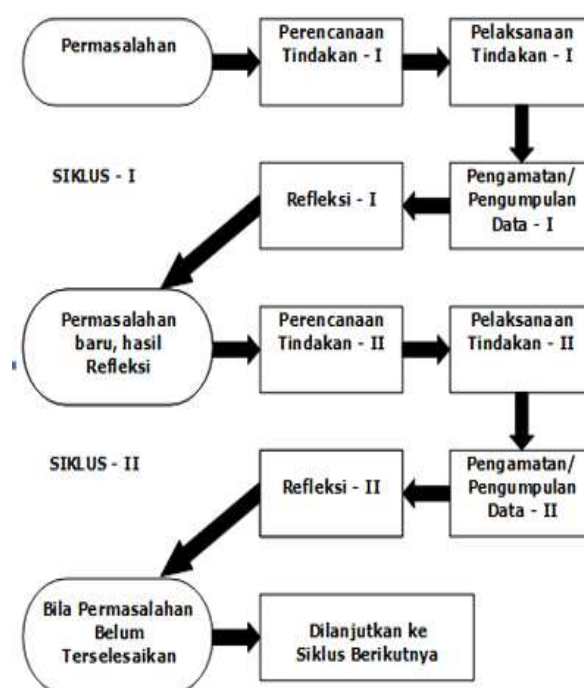 Permasalahan
Perencanaan
Tindakan - I
Pelaksanaan
Tindakan - I
SIKLUS - I
Pengamatan/
Pengumpulan
Data - I
Refleksi - I
Permasalahan
baru, hasil
Refleksi
Perencanaan
Tindakan - II
Pelaksanaan
Tindakan - II
SIKLUS - II
Pengamatan/
Pengumpulan
Data - II
Refleksi - II
Bila Permasalahan
Belum
Terselesaikan
Dilanjutkan ke
Siklus Berikutnya